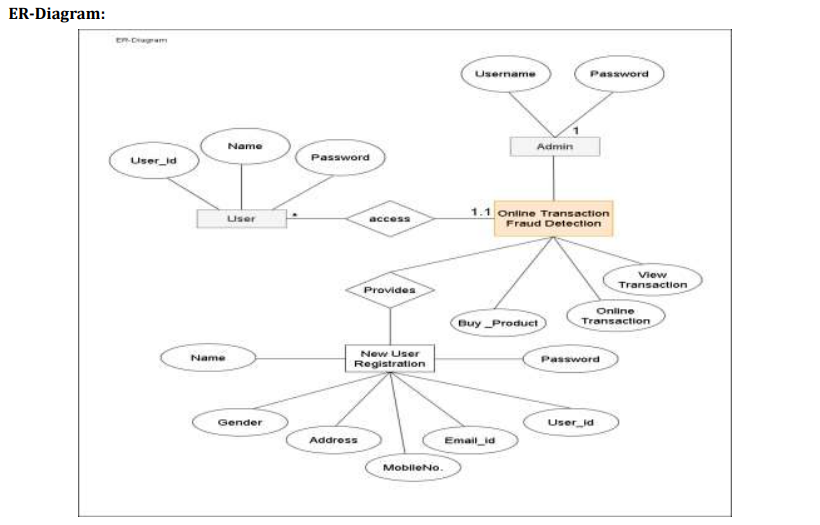 ER-Diagram:
ER-Diagram
Username
Password
1
Admin
User_id
Name
Password
User
*
access
1.1
Online Transaction
Fraud Detection
View
Transaction
Provides
Online
Transaction
Buy _Product
Name
New User
Registration
Password
Gender
Address
MobileNo.
Email_id
User_id